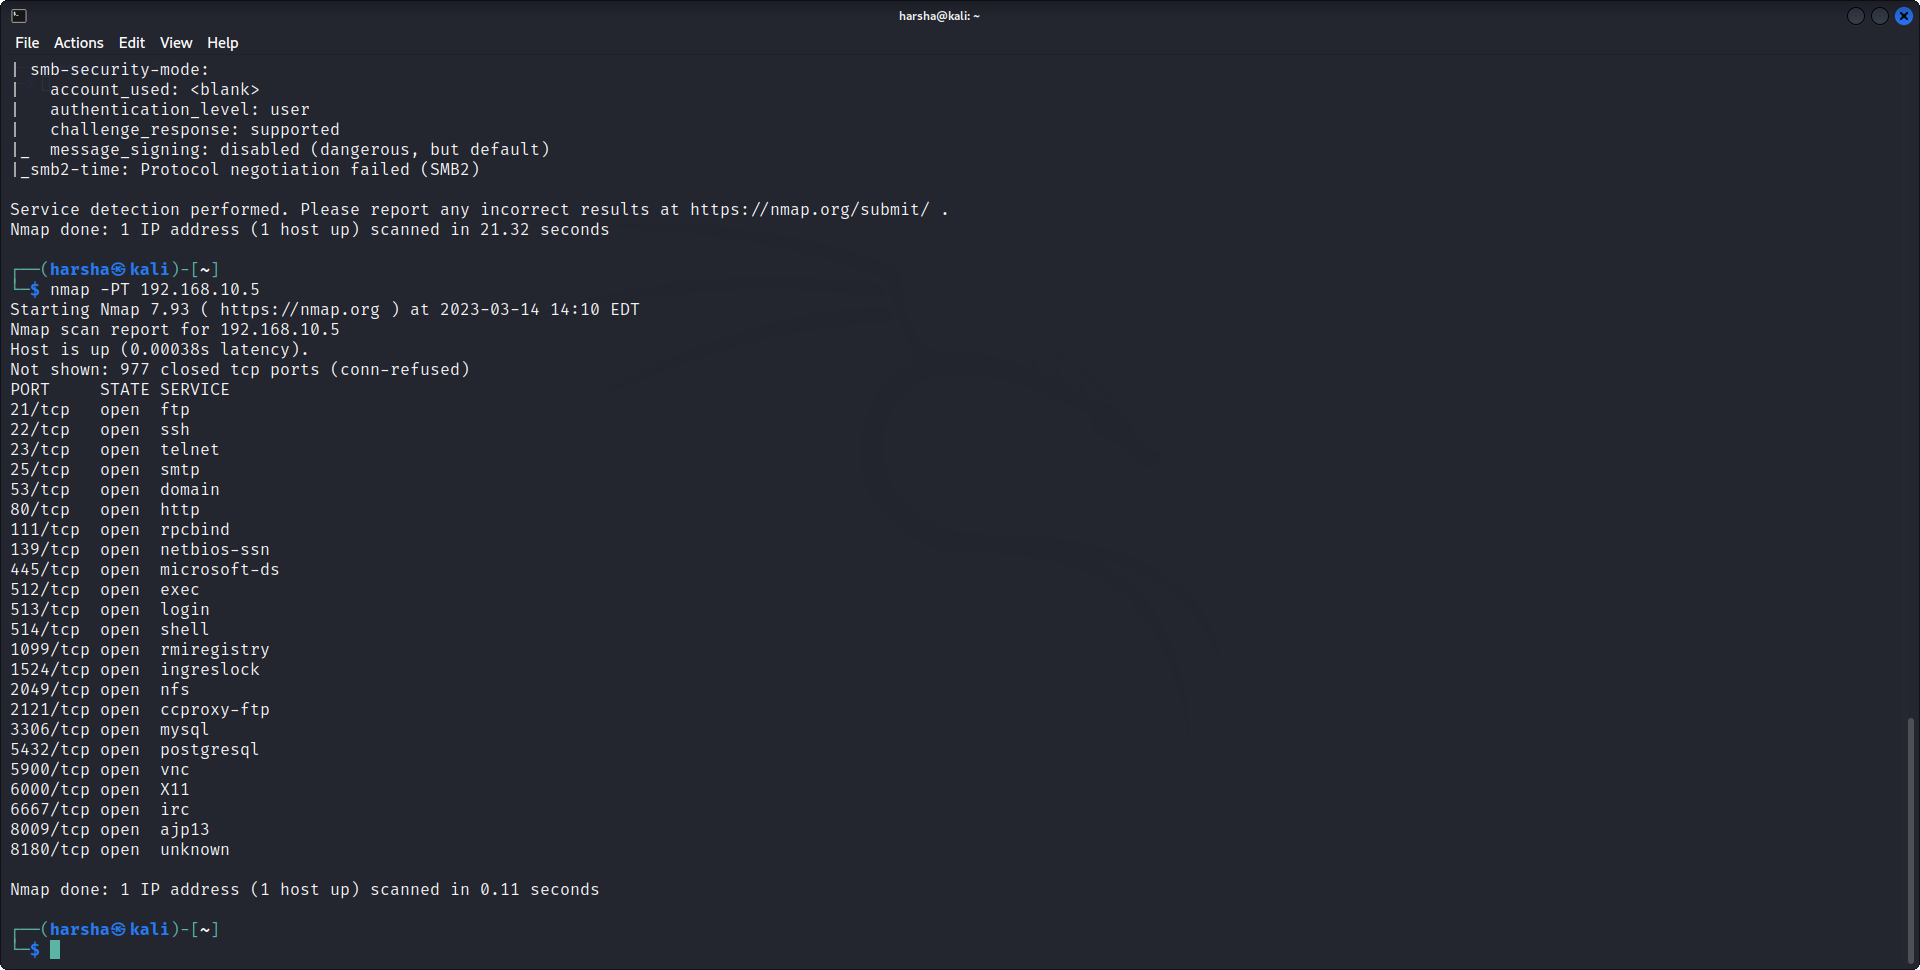 harsha@kali: ~
File Actions Edit View Help
| smb-security-mode:
|   account_used: <blank>
|   authentication_level: user
|   challenge_response: supported
|_  message_signing: disabled (dangerous, but default)
|_smb2-time: Protocol negotiation failed (SMB2)
Service detection performed. Please report any incorrect results at https://nmap.org/submit/ .
Nmap done: 1 IP address (1 host up) scanned in 21.32 seconds
┌──(harsha㉿kali)-[~]
└─$ nmap -PT 192.168.10.5
Starting Nmap 7.93 ( https://nmap.org ) at 2023-03-14 14:10 EDT
Nmap scan report for 192.168.10.5
Host is up (0.00038s latency).
Not shown: 977 closed tcp ports (conn-refused)
PORT     STATE SERVICE
21/tcp   open  ftp
22/tcp   open  ssh
23/tcp   open  telnet
25/tcp   open  smtp
53/tcp   open  domain
80/tcp   open  http
111/tcp  open  rpcbind
139/tcp  open  netbios-ssn
445/tcp  open  microsoft-ds
512/tcp  open  exec
513/tcp  open  login
514/tcp  open  shell
1099/tcp open  rmiregistry
1524/tcp open  ingreslock
2049/tcp open  nfs
2121/tcp open  ccproxy-ftp
3306/tcp open  mysql
5432/tcp open  postgresql
5900/tcp open  vnc
6000/tcp open  X11
6667/tcp open  irc
8009/tcp open  ajp13
8180/tcp open  unknown
Nmap done: 1 IP address (1 host up) scanned in 0.11 seconds
┌──(harsha㉿kali)-[~]
└─$